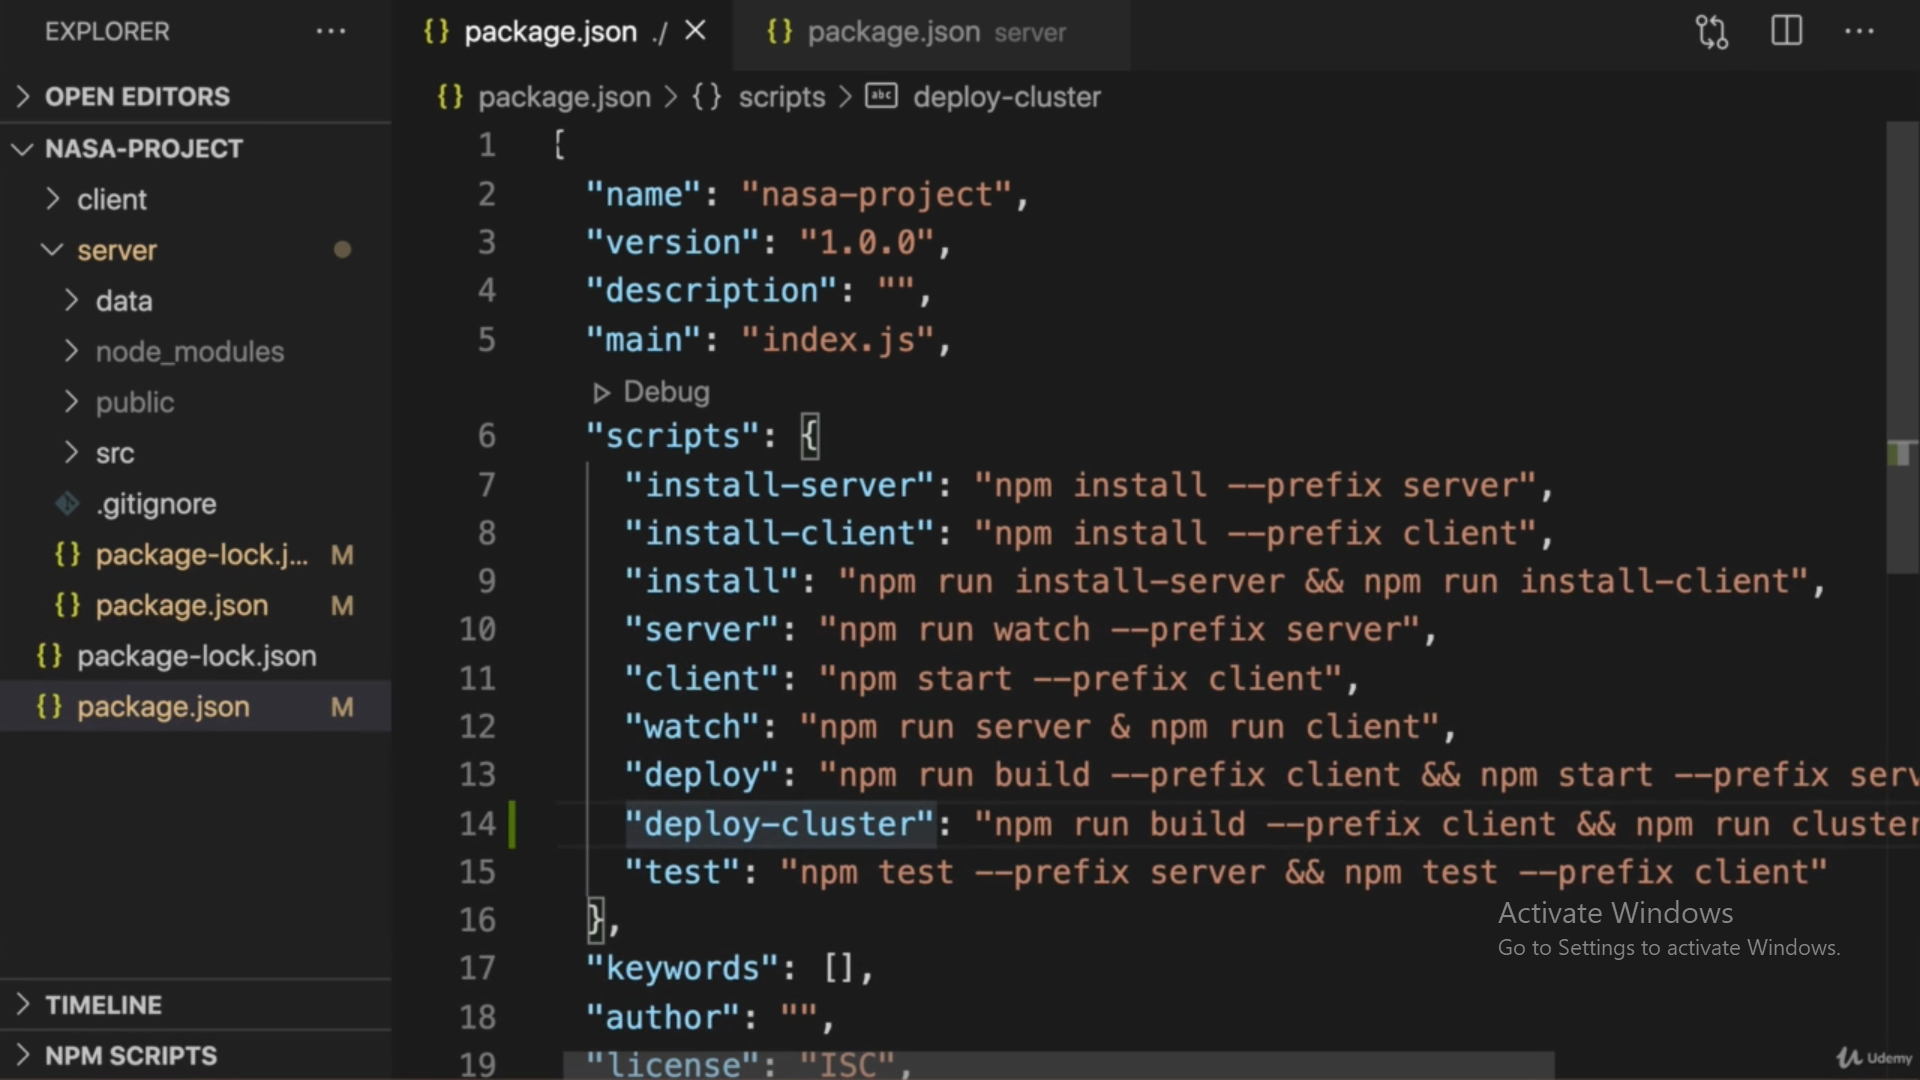 EXPLORER
OPEN EDITORS
NASA-PROJECT
client
server
data
node_modules
public
src
.gitignore
package-lock.j... M
package.json M
package-lock.json
package.json M
TIMELINE
NPM SCRIPTS
package.json ./
package.json server
package.json > {} scripts > abc deploy-cluster
1 {
2 "name": "nasa-project",
3 "version": "1.0.0",
4 "description": "",
5 "main": "index.js",
Debug
6 "scripts": {
7 "install-server": "npm install --prefix server",
8 "install-client": "npm install --prefix client",
9 "install": "npm run install-server && npm run install-client",
10 "server": "npm run watch --prefix server",
11 "client": "npm start --prefix client",
12 "watch": "npm run server & npm run client",
13 "deploy": "npm run build --prefix client && npm start --prefix serv
14 "deploy-cluster": "npm run build --prefix client && npm run cluster
15 "test": "npm test --prefix server && npm test --prefix client"
16 },
17 "keywords": [],
18 "author": "",
19 "license": "ISC",
Activate Windows
Go to Settings to activate Windows.
Udemy